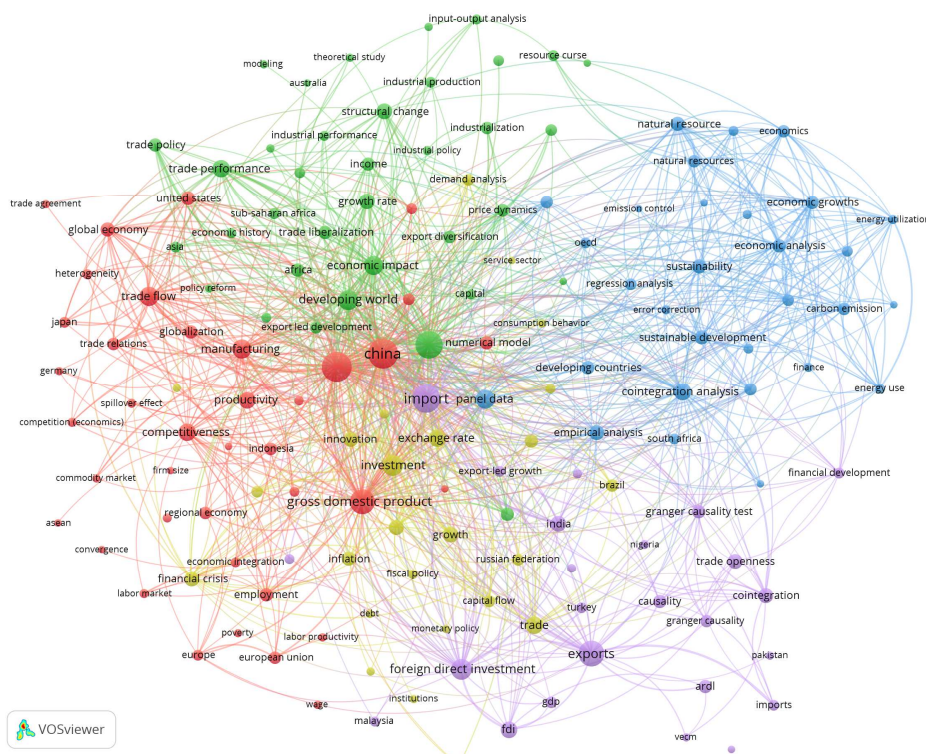 input-output analysis
theoretical study
resource curse
modeling
australia
industrial production
structural change
natural resource
economics
industrial performance
industrialization
trade policy
industrial policy
income
natural resources
trade performance
demand analysis
united states
growth rate
economic growths
trade agreement
sub-saharan africa
price dynamics
emission control
energy utilization
global economy
economic history
trade liberalization
export diversification
asia
oecd
economic analysis
service sector
heterogeneity
africa
economic impact
sustainability
policy reform
regression analysis
trade flow
developing world
capital
error correction
carbon emission
japan
export led development
consumption behavior
globalization
trade relations
numerical model
sustainable development
manufacturing
china
germany
developing countries
finance
energy use
spillover effect
productivity
import
panel data
cointegration analysis
competition (economics)
competitiveness
innovation
exchange rate
empirical analysis
south africa
indonesia
firm size
investment
export-led growth
financial development
commodity market
brazil
gross domestic product
regional economy
granger causality test
asean
india
growth
nigeria
convergence
economic integration
inflation
russian federation
trade openness
financial crisis
fiscal policy
labor market
employment
capital flow
causality
cointegration
debt
turkey
granger causality
poverty
labor productivity
monetary policy
trade
europe
european union
exports
pakistan
foreign direct investment
ardl
wage
institutions
gdp
imports
malaysia
fdi
vecm
VOSviewer